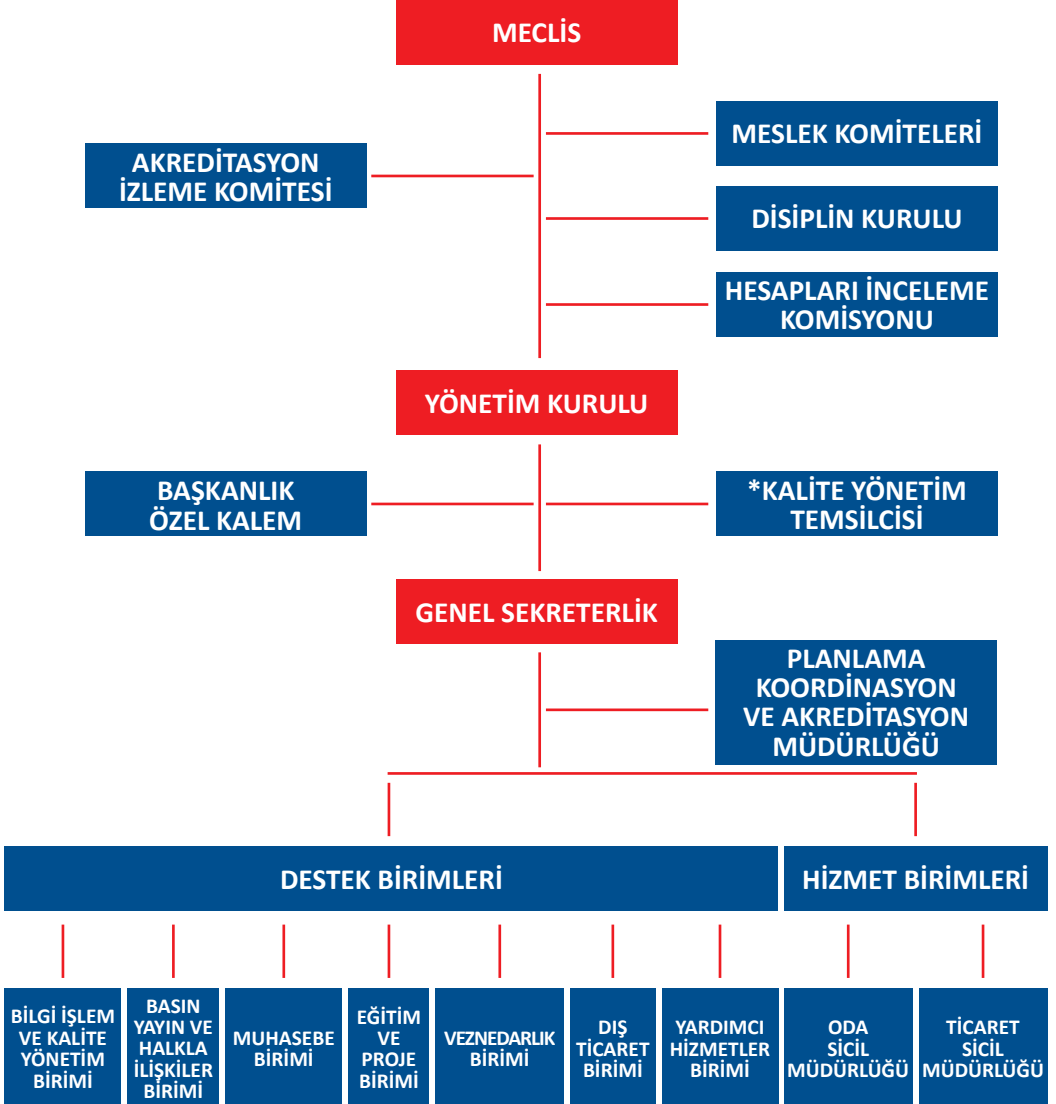 MECLİS
MESLEK KOMİTELERİ
AKREDİTASYON
İZLEME KOMİTESİ
DİSİPLİN KURULU
HESAPLARI İNCELEME
KOMİSYONU
YÖNETİM KURULU
BAŞKANLIK
ÖZEL KALEM
*KALİTE YÖNETİM
TEMSİLCİSİ
GENEL SEKRETERLİK
PLANLAMA
KOORDİNASYON
VE AKREDİTASYON
MÜDÜRLÜĞÜ
DESTEK BİRİMLERİ
HİZMET BİRİMLERİ
BİLGİ İŞLEM
VE KALİTE
YÖNETİM
BİRİMİ
BASIN
YAYIN VE
HALKLA
İLİŞKİLER
BİRİMİ
MUHASEBE
BİRİMİ
EĞİTİM
VE
PROJE
BİRİMİ
VEZNEDARLIK
BİRİMİ
DIŞ
TİCARET
BİRİMİ
YARDIMCI
HİZMETLER
BİRİMİ
ODA
SİCİL
MÜDÜRLÜĞÜ
TİCARET
SİCİL
MÜDÜRLÜĞÜ